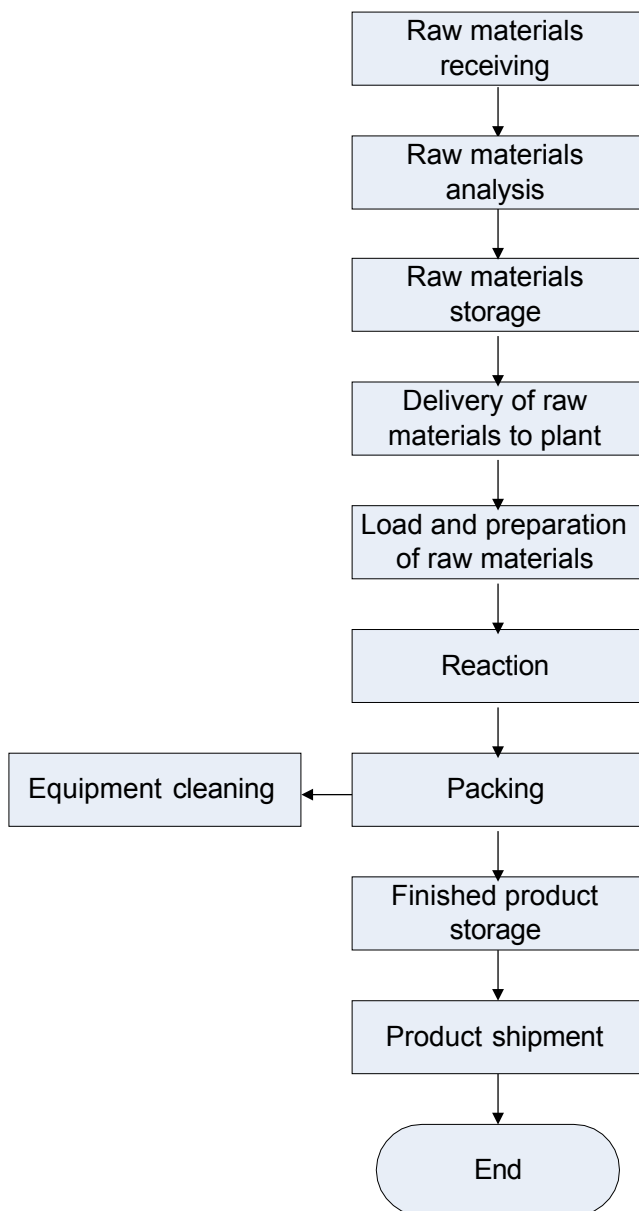 Raw materials
receiving
Raw materials
analysis
Raw materials
storage
Delivery of raw
materials to plant
Load and preparation
of raw materials
Reaction
Equipment cleaning
Packing
Finished product
storage
Product shipment
End